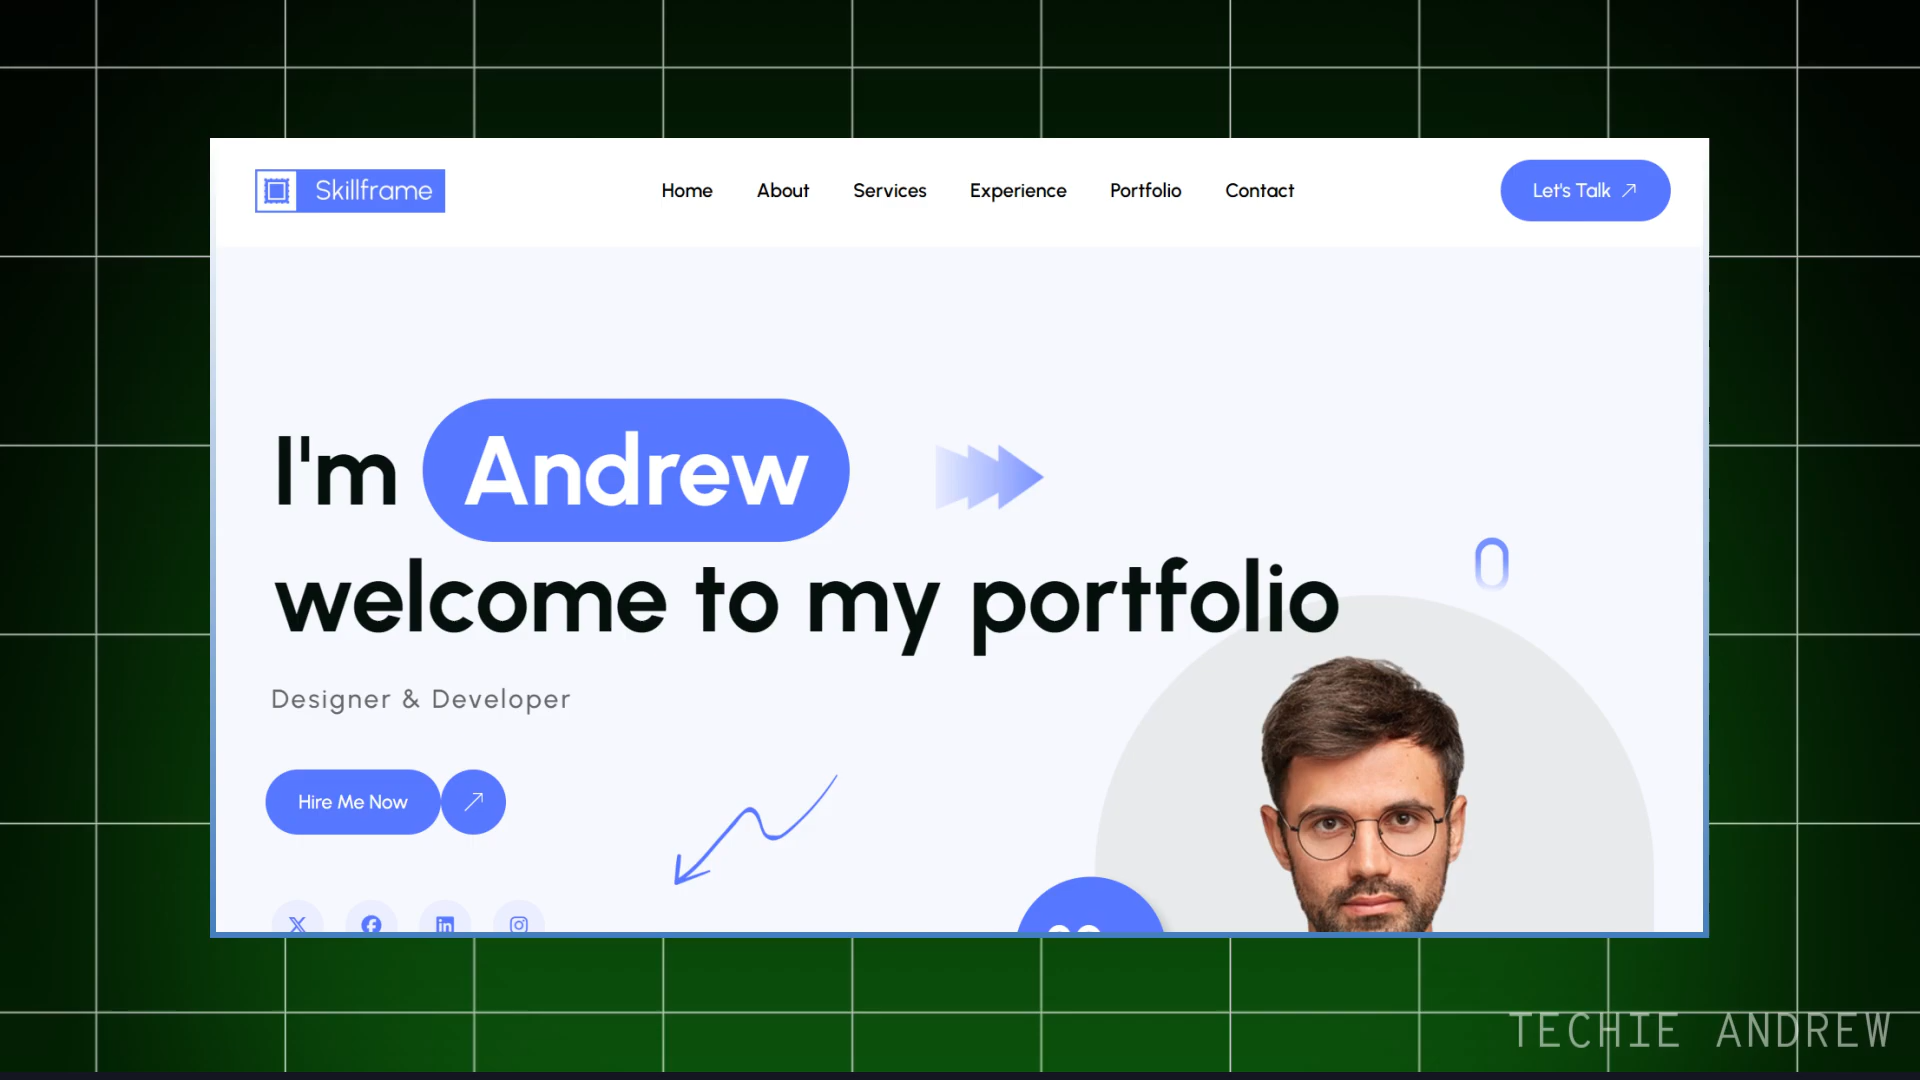 Skillframe
Home About Services Experience Portfolio Contact
Let's Talk
I'm Andrew
welcome to my portfolio
Designer & Developer
Hire Me Now
TECHIE ANDREW